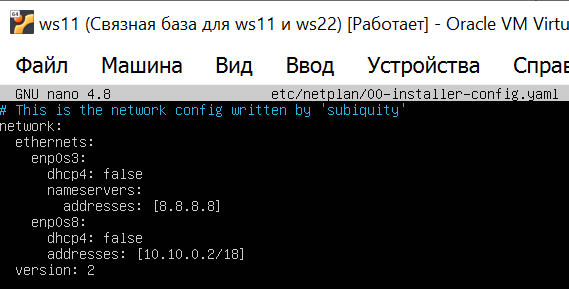 64
ws11 (Связная база для ws11 и ws22) [Работает] - Oracle VM Virtu
Файл Машина Вид Ввод Устройства Справ
GNU nano 4.8 etc/netplan/00-installer-config.yaml
# This is the network config written by 'subiquity'
network:
  ethernets:
    enp0s3:
      dhcp4: false
      nameservers:
        addresses: [8.8.8.8]
    enp0s8:
      dhcp4: false
      addresses: [10.10.0.2/18]
  version: 2